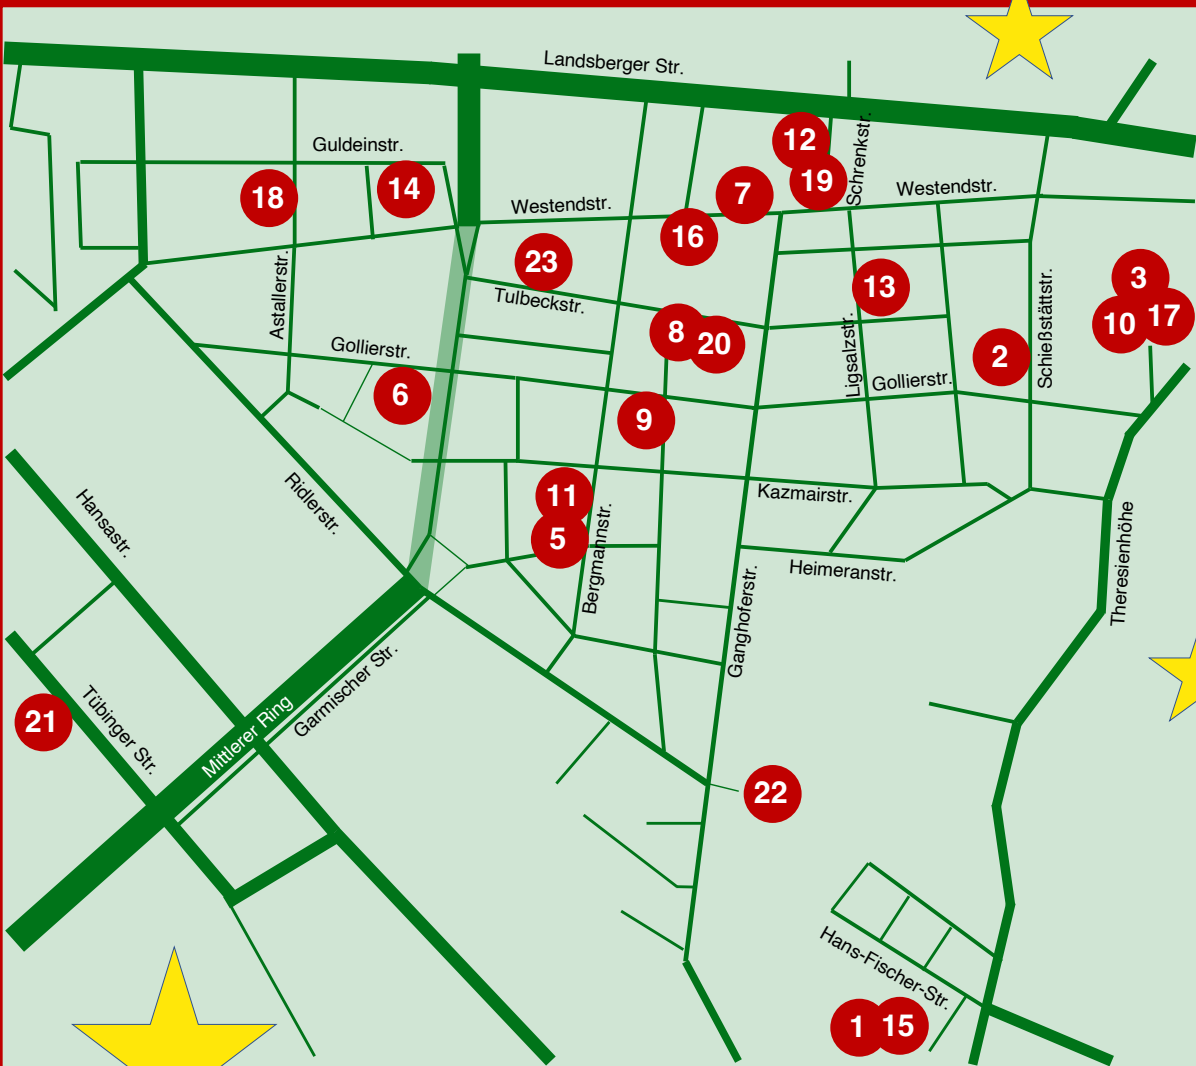 Landsberger Str.
Guldeinstr.
12
Schrenkstr.
14
18
19
7
Westendstr.
Westendstr.
16
23
Astallerstr.
Tulbeckstr.
13
3
10
17
Schießstättstr.
Ligsalzstr.
8
20
Gollierstr.
2
6
Gollierstr.
9
Ridlerstr.
Hansastr.
11
Kazmairstr.
5
Bergmannstr.
Heimeranstr.
Theresienhöhe
Ganghoferstr.
Garmischer Str.
Mittlerer Ring
21
Tübinger Str.
22
Hans-Fischer-Str.
1
15